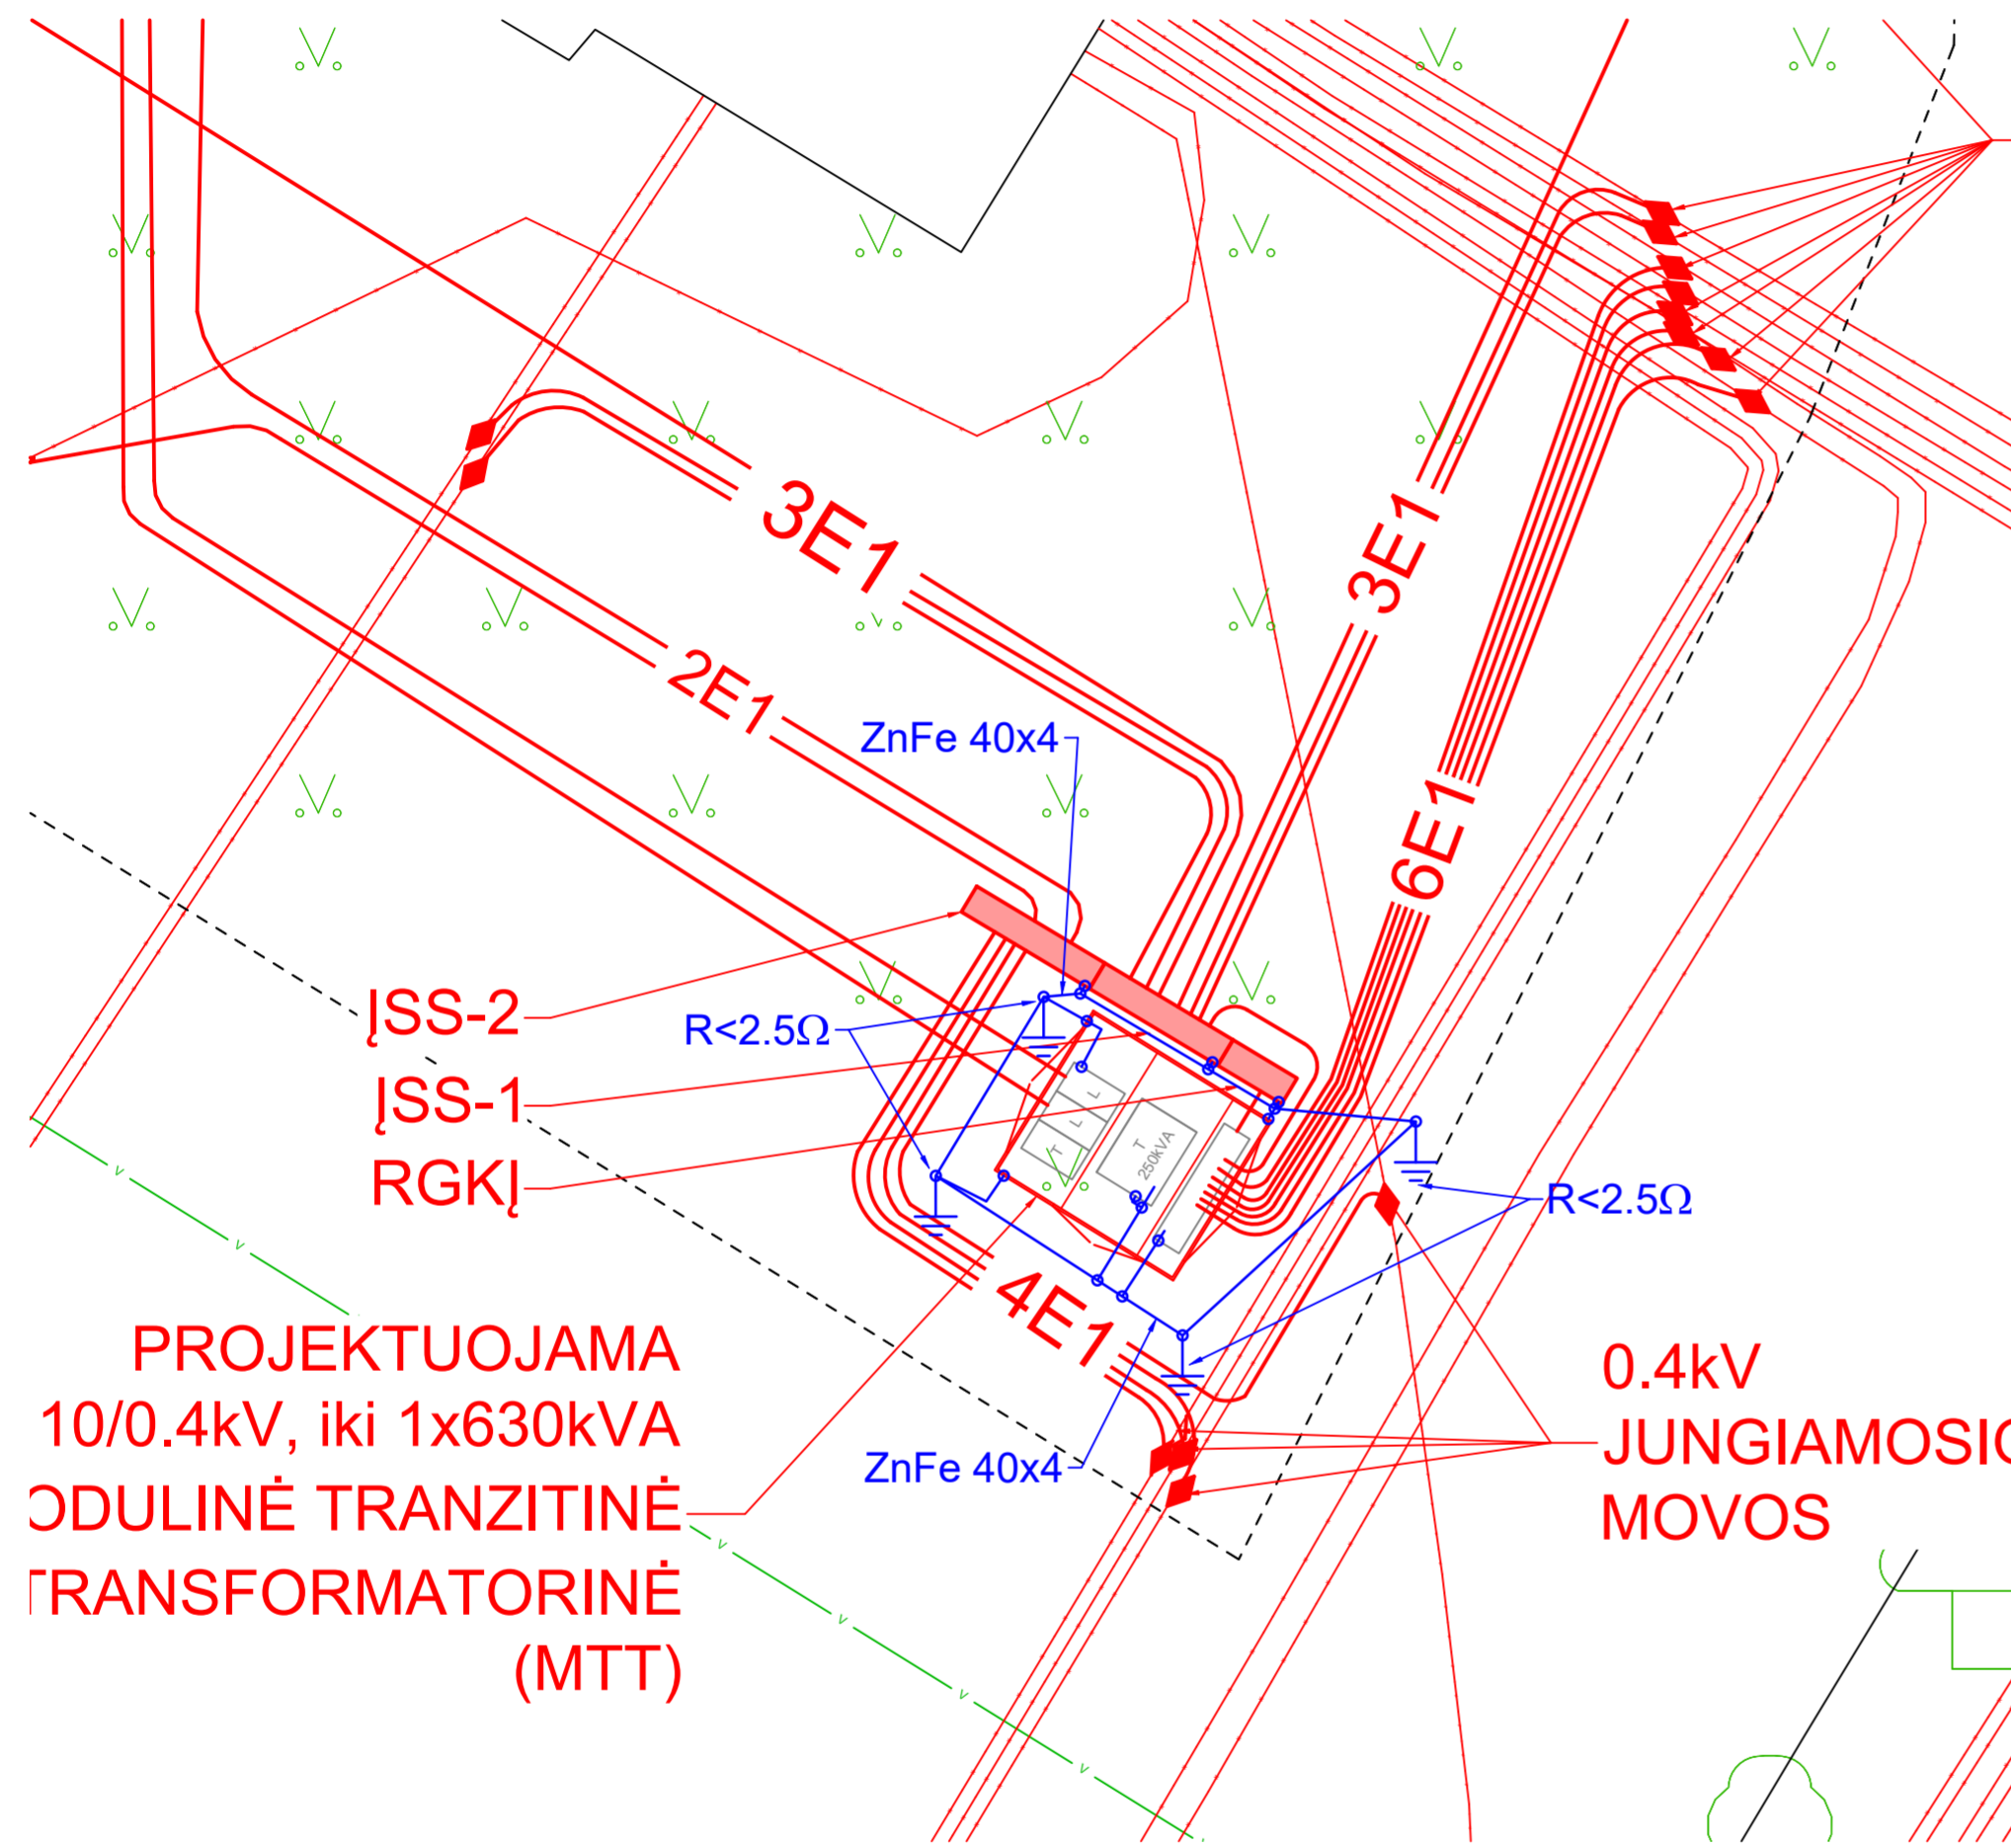 3E1
3E1
2E1
ZnFe 40x4
6E1
ĮSS-2
R<2.5Ω
ĮSS-1
RGKĮ
L
L
T
T
250kVA
R<2.5Ω
4E1
PROJEKTUOJAMA
10/0.4kV, iki 1x630kVA
ODULINĖ TRANZITINĖ
TRANSFORMATORINĖ
(MTT)
ZnFe 40x4
0.4kV
JUNGIAMOSIO
MOVOS
v
v
v
v
v
v